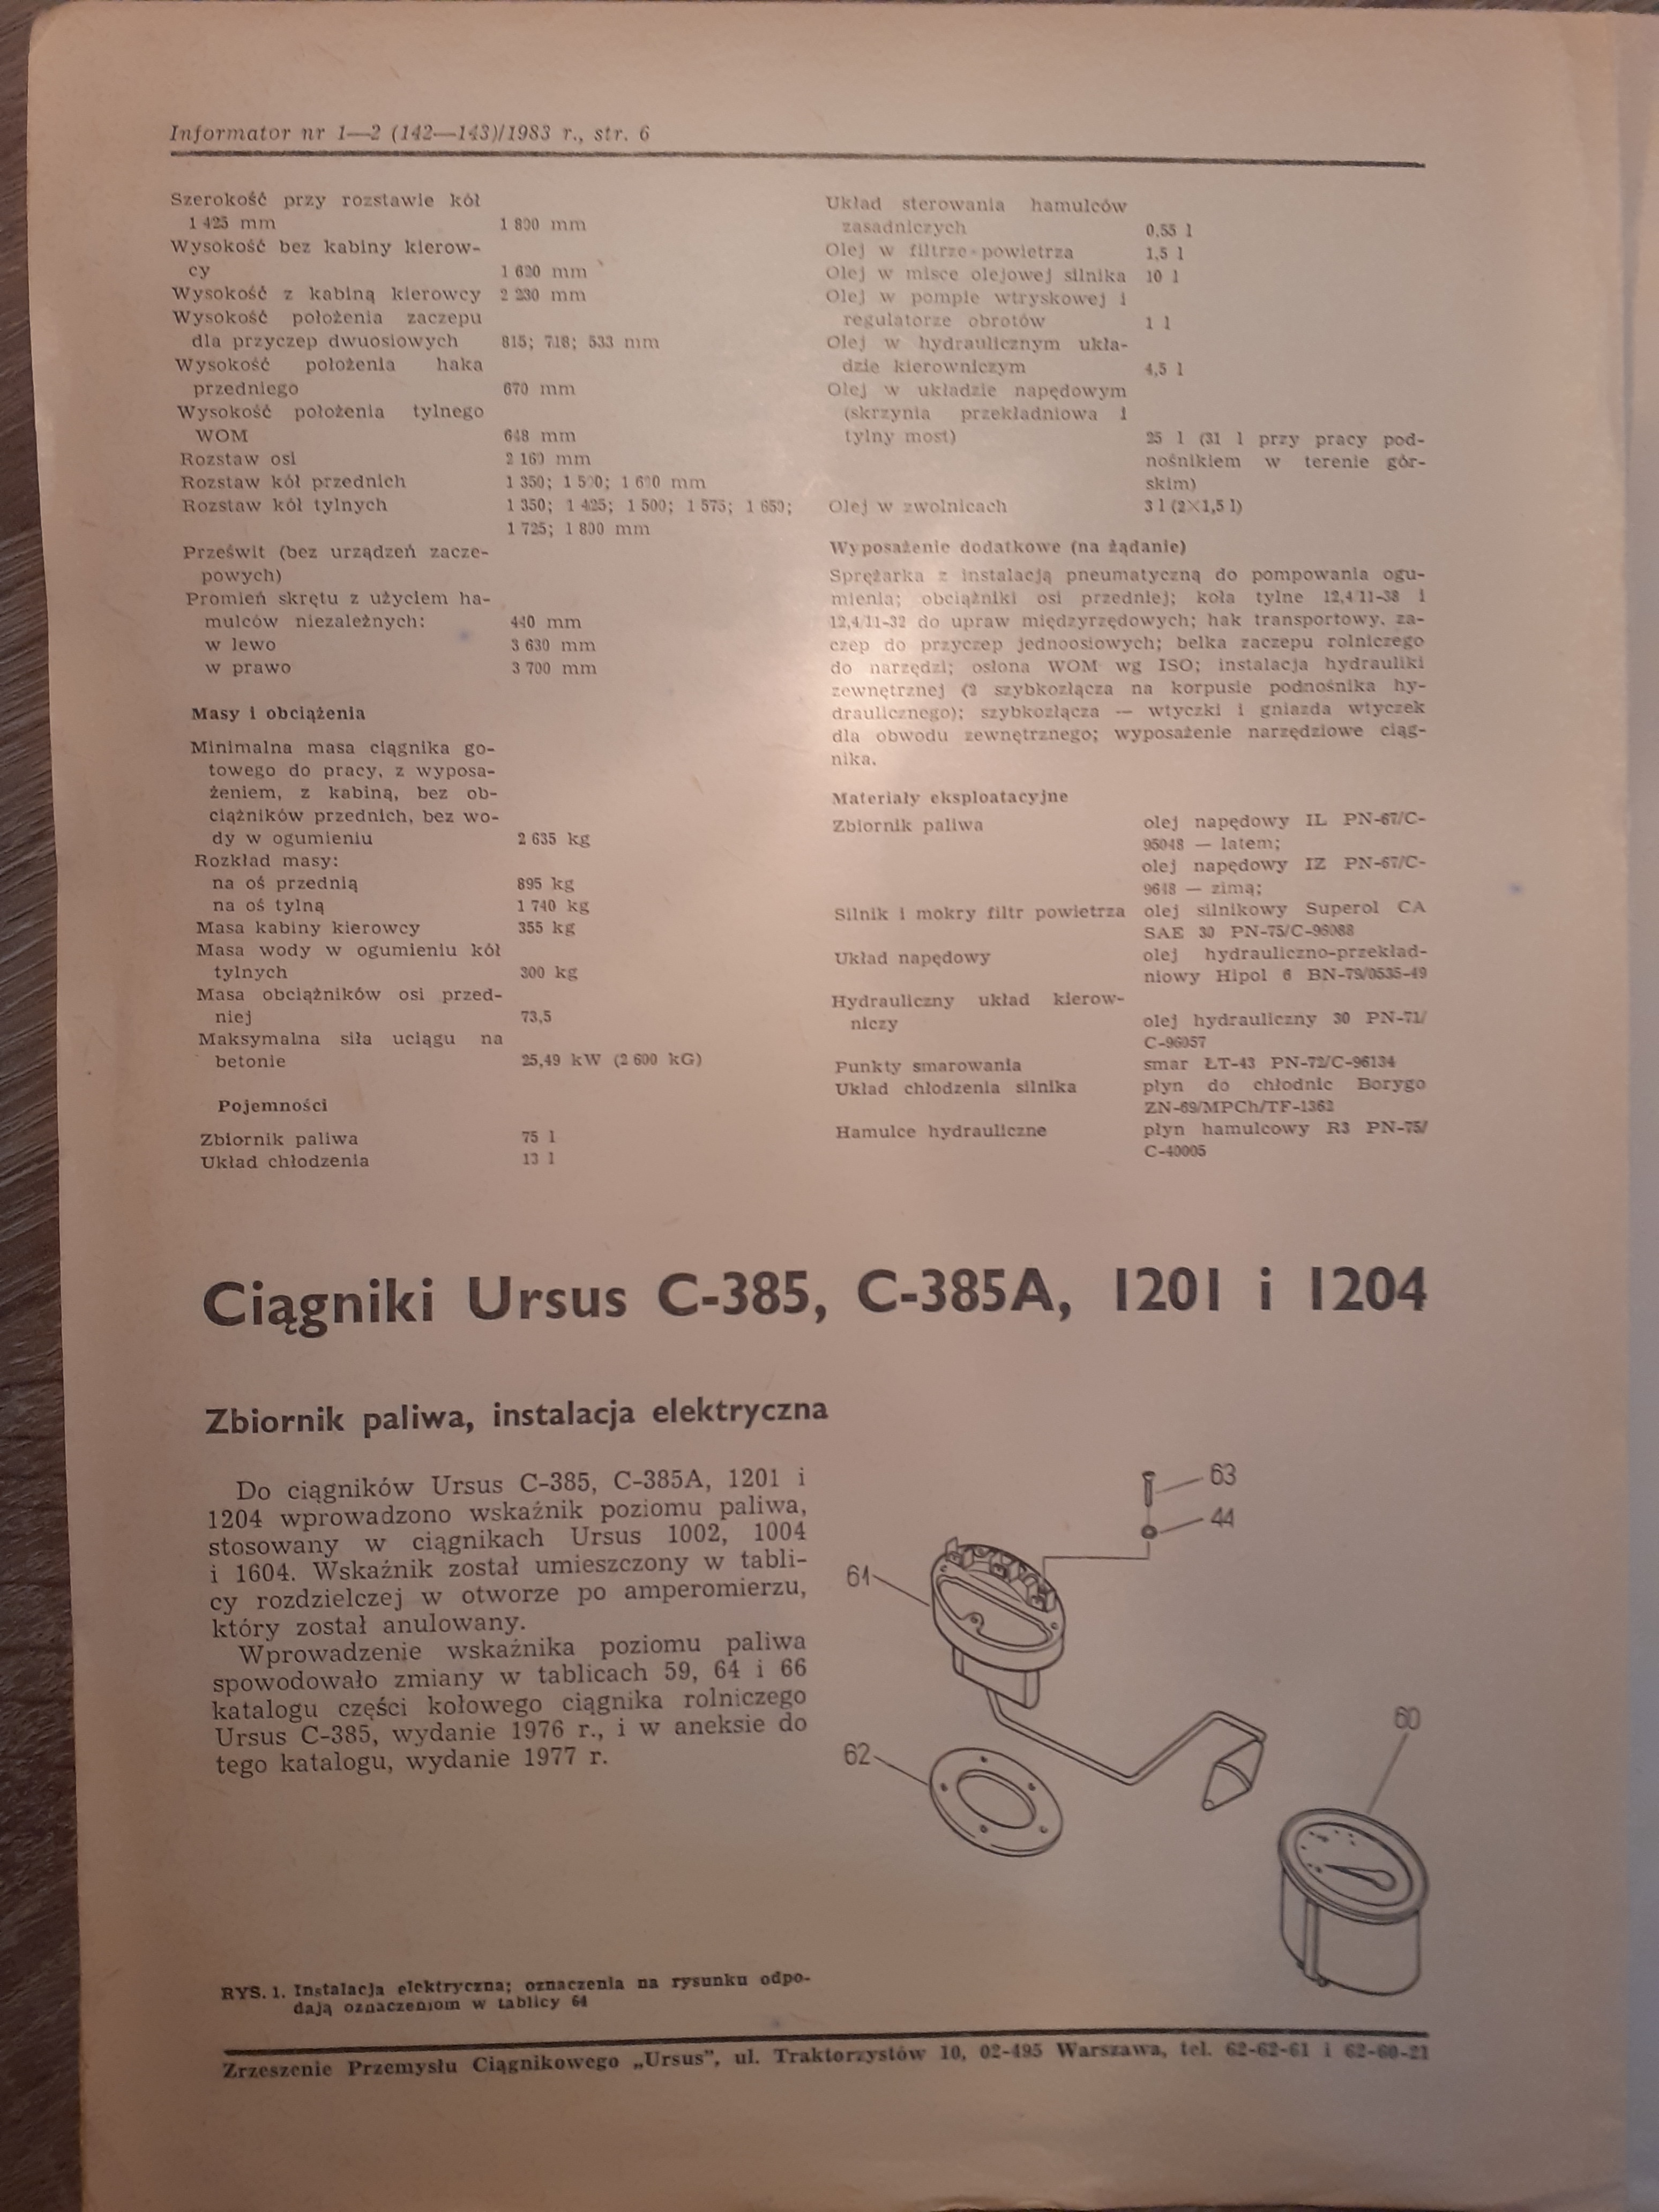 Informator nr 1—2 (142—143)/1983 r., str. 6
Szerokość przy rozstawie kół
1 425 mm 1 800 mm
Wysokość bez kabiny kierow-
cy 1 620 mm
Wysokość z kabiną kierowcy 2 230 mm
Wysokość położenia zaczepu
dla przyczep dwuosiowych 815; 718; 533 mm
Wysokość położenia haka
przedniego 670 mm
Wysokość położenia tylnego
WOM 648 mm
Rozstaw osi 2 160 mm
Rozstaw kół przednich 1 350; 1 500; 1 600 mm
Rozstaw kół tylnych 1 350; 1 425; 1 500; 1 575; 1 650;
1 725; 1 800 mm
Prześwit (bez urządzeń zacze-
powych)
Promień skrętu z użyciem ha-
mulców niezależnych: 440 mm
w lewo 3 630 mm
w prawo 3 700 mm
Masy i obciążenia
Minimalna masa ciągnika go-
towego do pracy, z wyposa-
żeniem, z kabiną, bez ob-
ciążników przednich, bez wo-
dy w ogumieniu 2 635 kg
Rozkład masy:
na oś przednią 895 kg
na oś tylną 1 740 kg
Masa kabiny kierowcy 355 kg
Masa wody w ogumieniu kół
tylnych 300 kg
Masa obciążników osi przed-
niej 73,5
Maksymalna siła uciągu na
betonie 25,49 kW (2 600 kG)
Pojemności
Zbiornik paliwa 75 l
Układ chłodzenia 13 l
Układ sterowania hamulców
zasadniczych 0,55 l
Olej w filtrze powietrza 1,5 l
Olej w misce olejowej silnika 10 l
Olej w pompie wtryskowej i
regulatorze obrotów 1 l
Olej w hydraulicznym ukła-
dzie kierowniczym 4,5 l
Olej w układzie napędowym
(skrzynia przekładniowa i
tylny most) 25 l (31 l przy pracy pod-
nośnikiem w terenie gór-
skim)
Olej w zwolnicach 3 l (2×1,5 l)
Wyposażenie dodatkowe (na żądanie)
Sprężarka z instalacją pneumatyczną do pompowania ogu-
mienia; obciążniki osi przedniej; koła tylne 12,4/11-38 i
12,4/11-32 do upraw międzyrzędowych; hak transportowy, za-
czep do przyczep jednoosiowych; belka zaczepu rolniczego
do narzędzi; osłona WOM wg ISO; instalacja hydrauliki
zewnętrznej (2 szybkozłącza na korpusie podnośnika hy-
draulicznego); szybkozłącza — wtyczki i gniazda wtyczek
dla obwodu zewnętrznego; wyposażenie narzędziowe ciąg-
nika.
Materiały eksploatacyjne
Zbiornik paliwa olej napędowy IL PN-67/C-
95048 — latem;
olej napędowy IZ PN-67/C-
9648 — zimą;
Silnik i mokry filtr powietrza olej silnikowy Superol CA
SAE 30 PN-75/C-96088
Układ napędowy olej hydrauliczno-przekład-
niowy Hipol 6 BN-79/0535-49
Hydrauliczny układ kierow-
niczy olej hydrauliczny 30 PN-71/
C-96057
Punkty smarowania smar ŁT-43 PN-72/C-96134
Układ chłodzenia silnika płyn do chłodnic Borygo
ZN-69/MPCh/TF-1362
Hamulce hydrauliczne płyn hamulcowy R3 PN-75/
C-40005
Ciągniki Ursus C-385, C-385A, 1201 i 1204
Zbiornik paliwa, instalacja elektryczna
Do ciągników Ursus C-385, C-385A, 1201 i
1204 wprowadzono wskaźnik poziomu paliwa,
stosowany w ciągnikach Ursus 1002, 1004
i 1604. Wskaźnik został umieszczony w tabli-
cy rozdzielczej w otworze po amperomierzu,
który został anulowany.
Wprowadzenie wskaźnika poziomu paliwa
spowodowało zmiany w tablicach 59, 64 i 66
katalogu części kołowego ciągnika rolniczego
Ursus C-385, wydanie 1976 r., i w aneksie do
tego katalogu, wydanie 1977 r.
63
44
61
62
60
RYS. 1. Instalacja elektryczna; oznaczenia na rysunku odpo-
dają oznaczeniom w tablicy 64
Zrzeszenie Przemysłu Ciągnikowego „Ursus", ul. Traktorzystów 10, 02-495 Warszawa, tel. 62-62-61 i 62-60-21